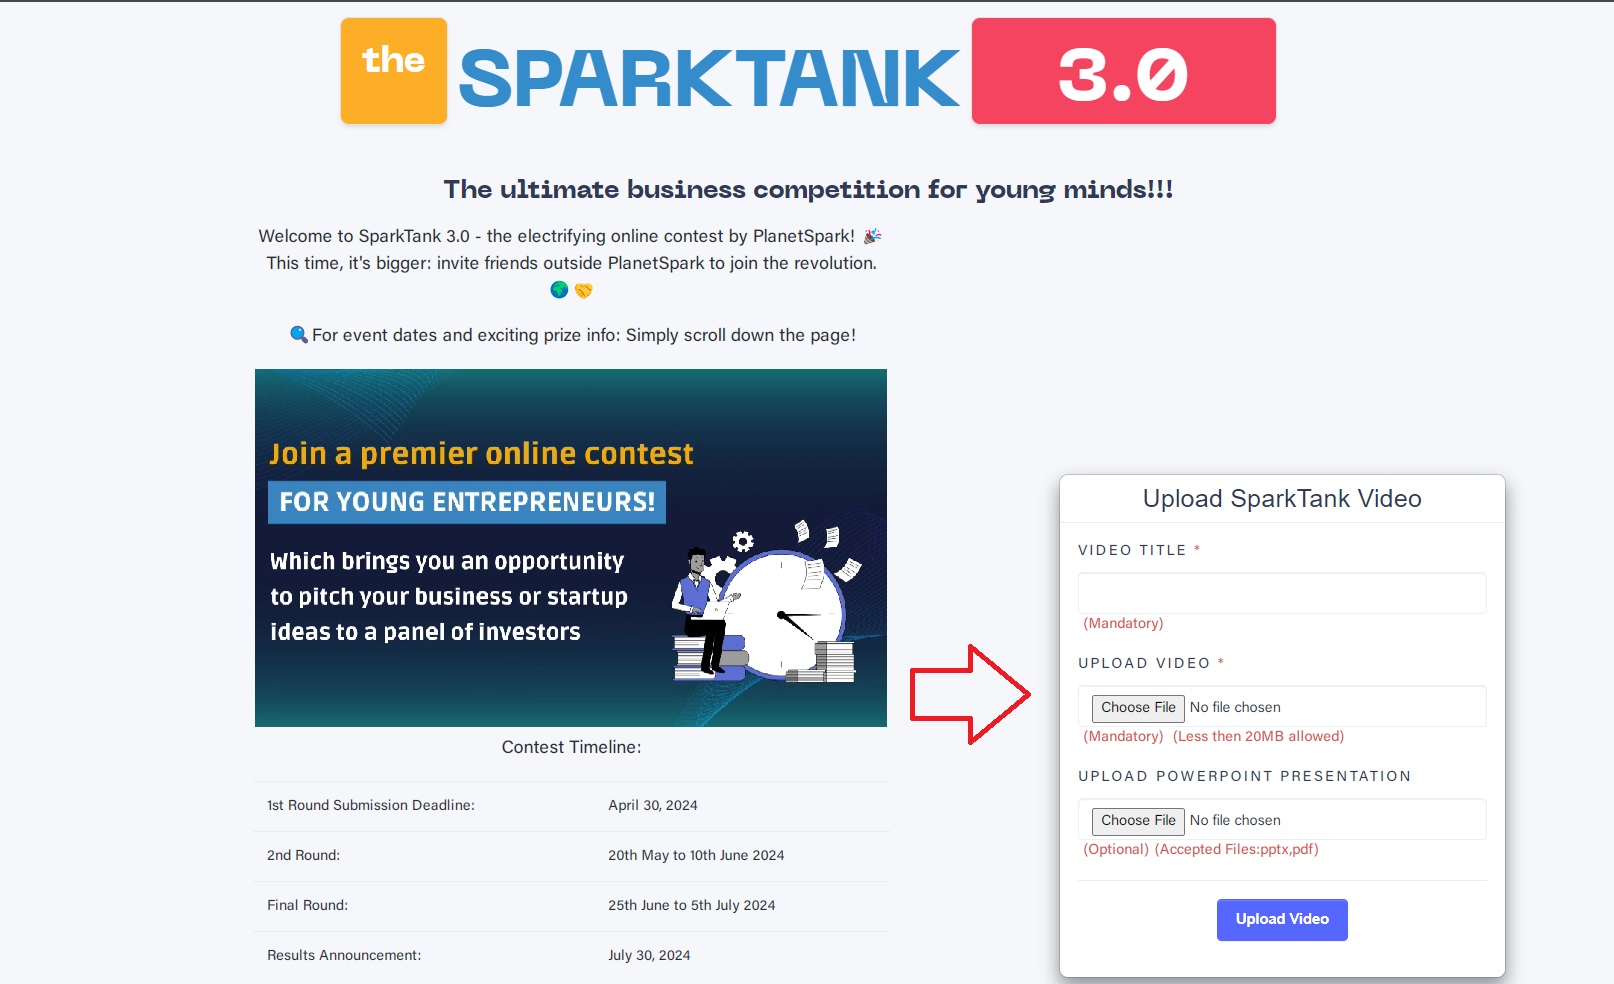 the SPARKTANK 3.0
The ultimate business competition for young minds!!!
Welcome to SparkTank 3.0 - the electrifying online contest by PlanetSpark! 🎉
This time, it's bigger: invite friends outside PlanetSpark to join the revolution.
🌍 🤝
🔍 For event dates and exciting prize info: Simply scroll down the page!
Join a premier online contest
FOR YOUNG ENTREPRENEURS!
Which brings you an opportunity
to pitch your business or startup
ideas to a panel of investors
Contest Timeline:
1st Round Submission Deadline: April 30, 2024
2nd Round: 20th May to 10th June 2024
Final Round: 25th June to 5th July 2024
Results Announcement: July 30, 2024
Upload SparkTank Video
VIDEO TITLE *
(Mandatory)
UPLOAD VIDEO *
Choose File No file chosen
(Mandatory) (Less then 20MB allowed)
UPLOAD POWERPOINT PRESENTATION
Choose File No file chosen
(Optional) (Accepted Files:pptx,pdf)
Upload Video